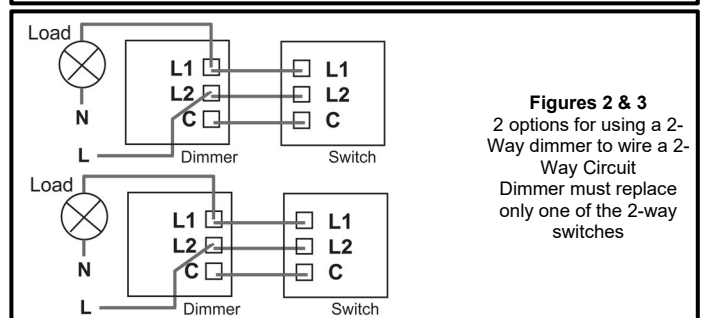 Load
L1
L2
C
N
L
Dimmer
L1
L2
C
Switch
Load
L1
L2
C
N
L
Dimmer
L1
L2
C
Switch
Figures 2 & 3
2 options for using a 2-
Way dimmer to wire a 2-
Way Circuit
Dimmer must replace
only one of the 2-way
switches